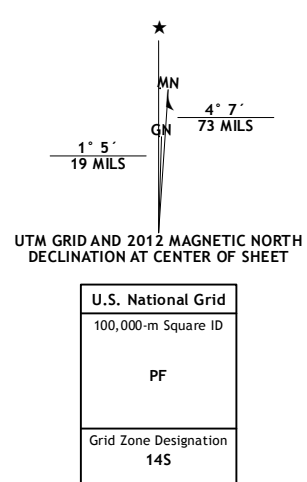 ★
MN
GN
4° 7´
73 MILS
1° 5´
19 MILS
UTM GRID AND 2012 MAGNETIC NORTH
DECLINATION AT CENTER OF SHEET
U.S. National Grid
100,000-m Square ID
PF
Grid Zone Designation
14S